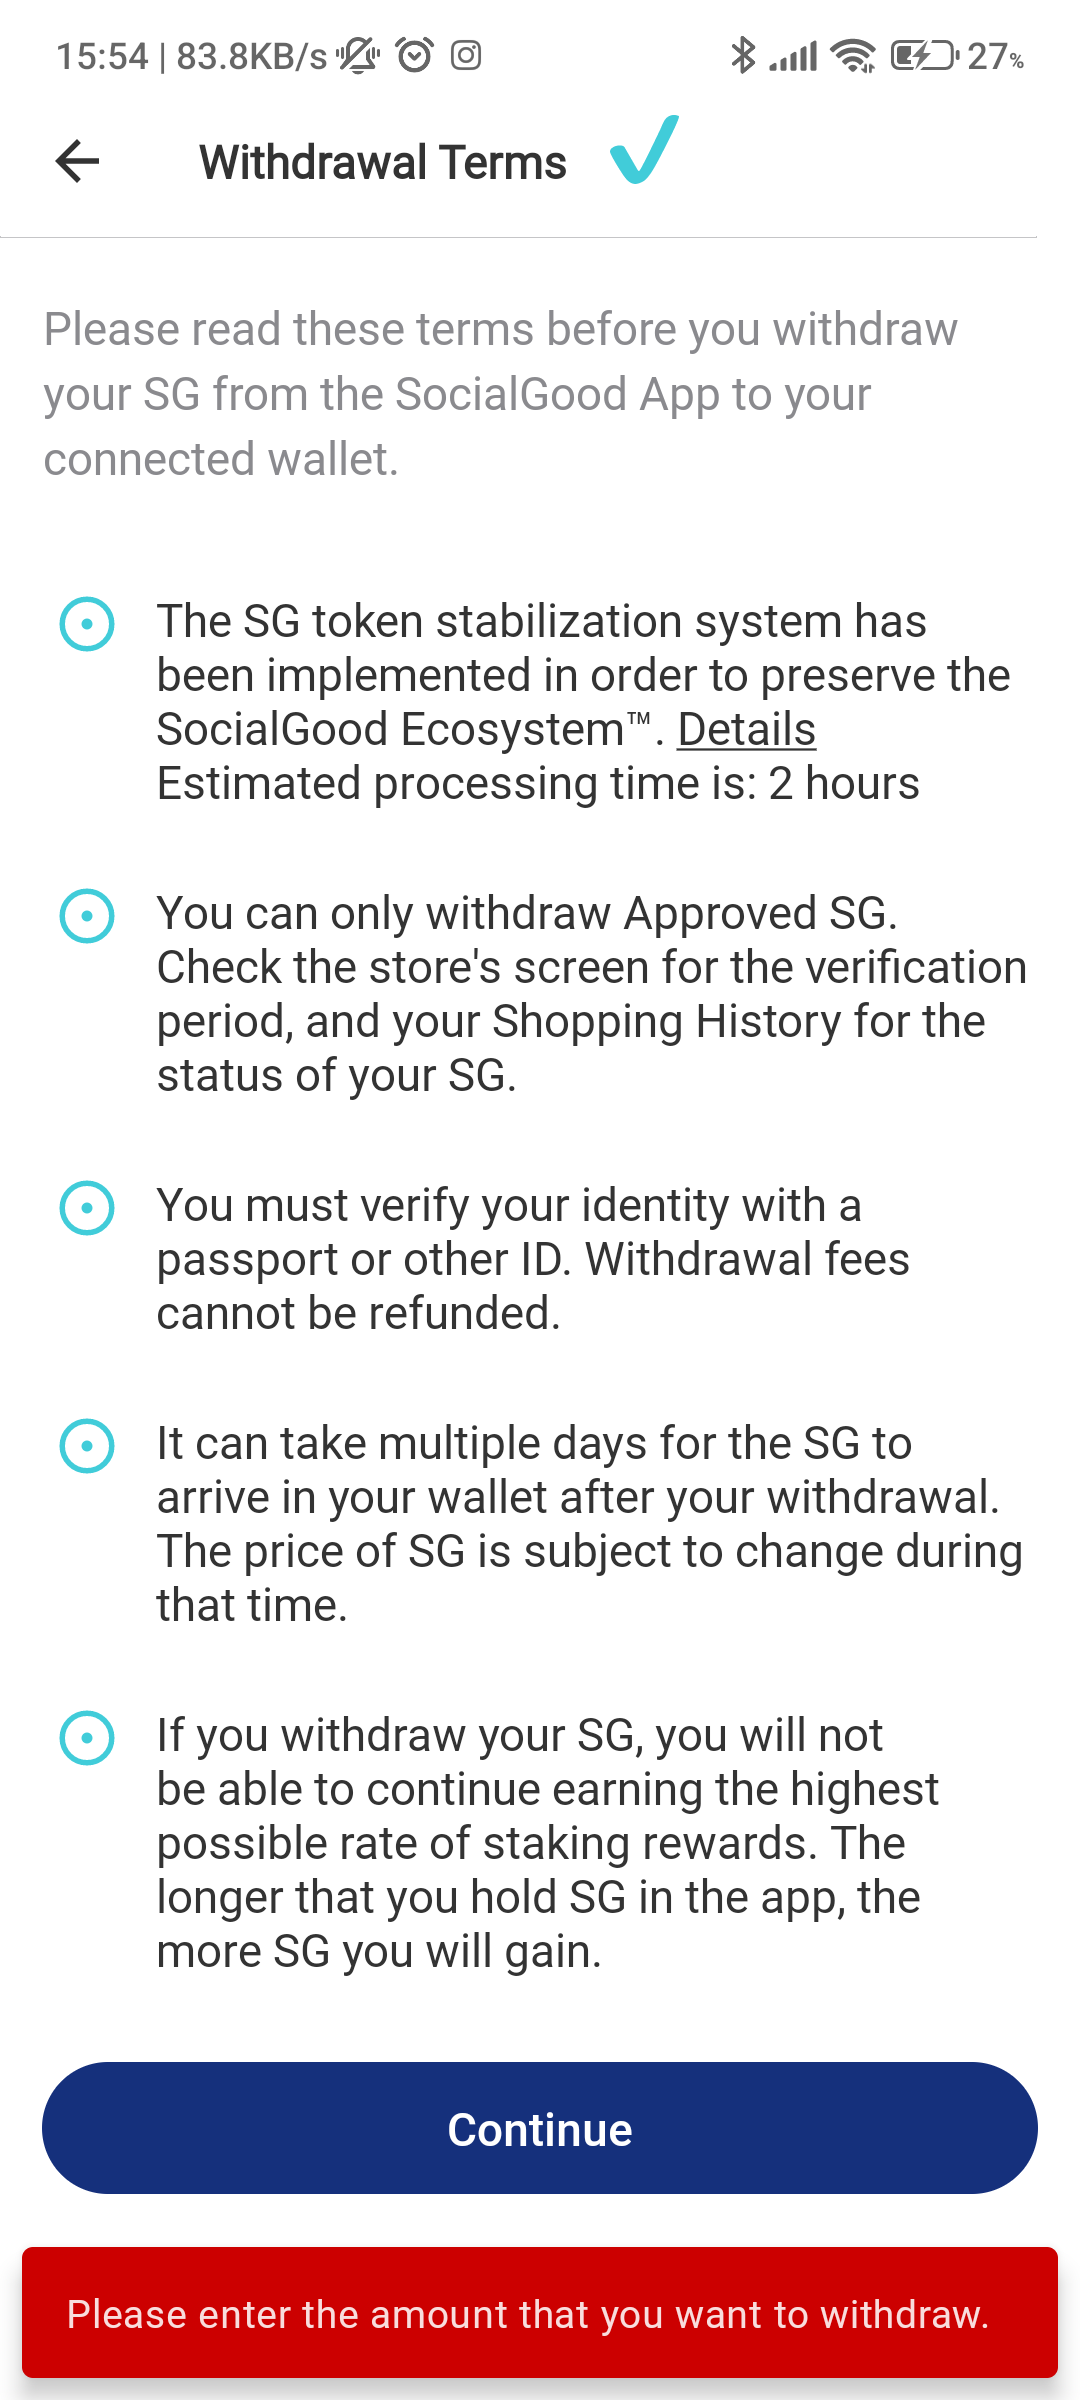 15:54 | 83.8KB/s 27%
Withdrawal Terms
Please read these terms before you withdraw
your SG from the SocialGood App to your
connected wallet.
The SG token stabilization system has
been implemented in order to preserve the
SocialGood Ecosystem™. Details
Estimated processing time is: 2 hours
You can only withdraw Approved SG.
Check the store's screen for the verification
period, and your Shopping History for the
status of your SG.
You must verify your identity with a
passport or other ID. Withdrawal fees
cannot be refunded.
It can take multiple days for the SG to
arrive in your wallet after your withdrawal.
The price of SG is subject to change during
that time.
If you withdraw your SG, you will not
be able to continue earning the highest
possible rate of staking rewards. The
longer that you hold SG in the app, the
more SG you will gain.
Continue
Please enter the amount that you want to withdraw.